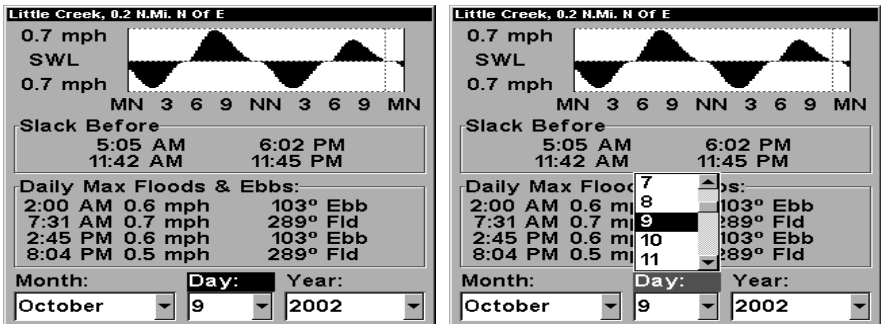 Little Creek, 0.2 N.Mi. N Of E
0.7 mph
SWL
0.7 mph
MN 3 6 9 NN 3 6 9 MN
Slack Before
5:05 AM 6:02 PM
11:42 AM 11:45 PM
Daily Max Floods & Ebbs:
2:00 AM 0.6 mph 103º Ebb
7:31 AM 0.7 mph 289º Fld
2:45 PM 0.6 mph 103º Ebb
8:04 PM 0.5 mph 289º Fld
Month: Day: Year:
October 9 2002
Little Creek, 0.2 N.Mi. N Of E
0.7 mph
SWL
0.7 mph
MN 3 6 9 NN 3 6 9 MN
Slack Before
5:05 AM 6:02 PM
11:42 AM 11:45 PM
Daily Max Floo bs:
2:00 AM 0.6 m 103º Ebb
7:31 AM 0.7 m 289º Fld
2:45 PM 0.6 m 103º Ebb
8:04 PM 0.5 m 289º Fld
7
8
9
10
11
Month: Day: Year:
October 9 2002